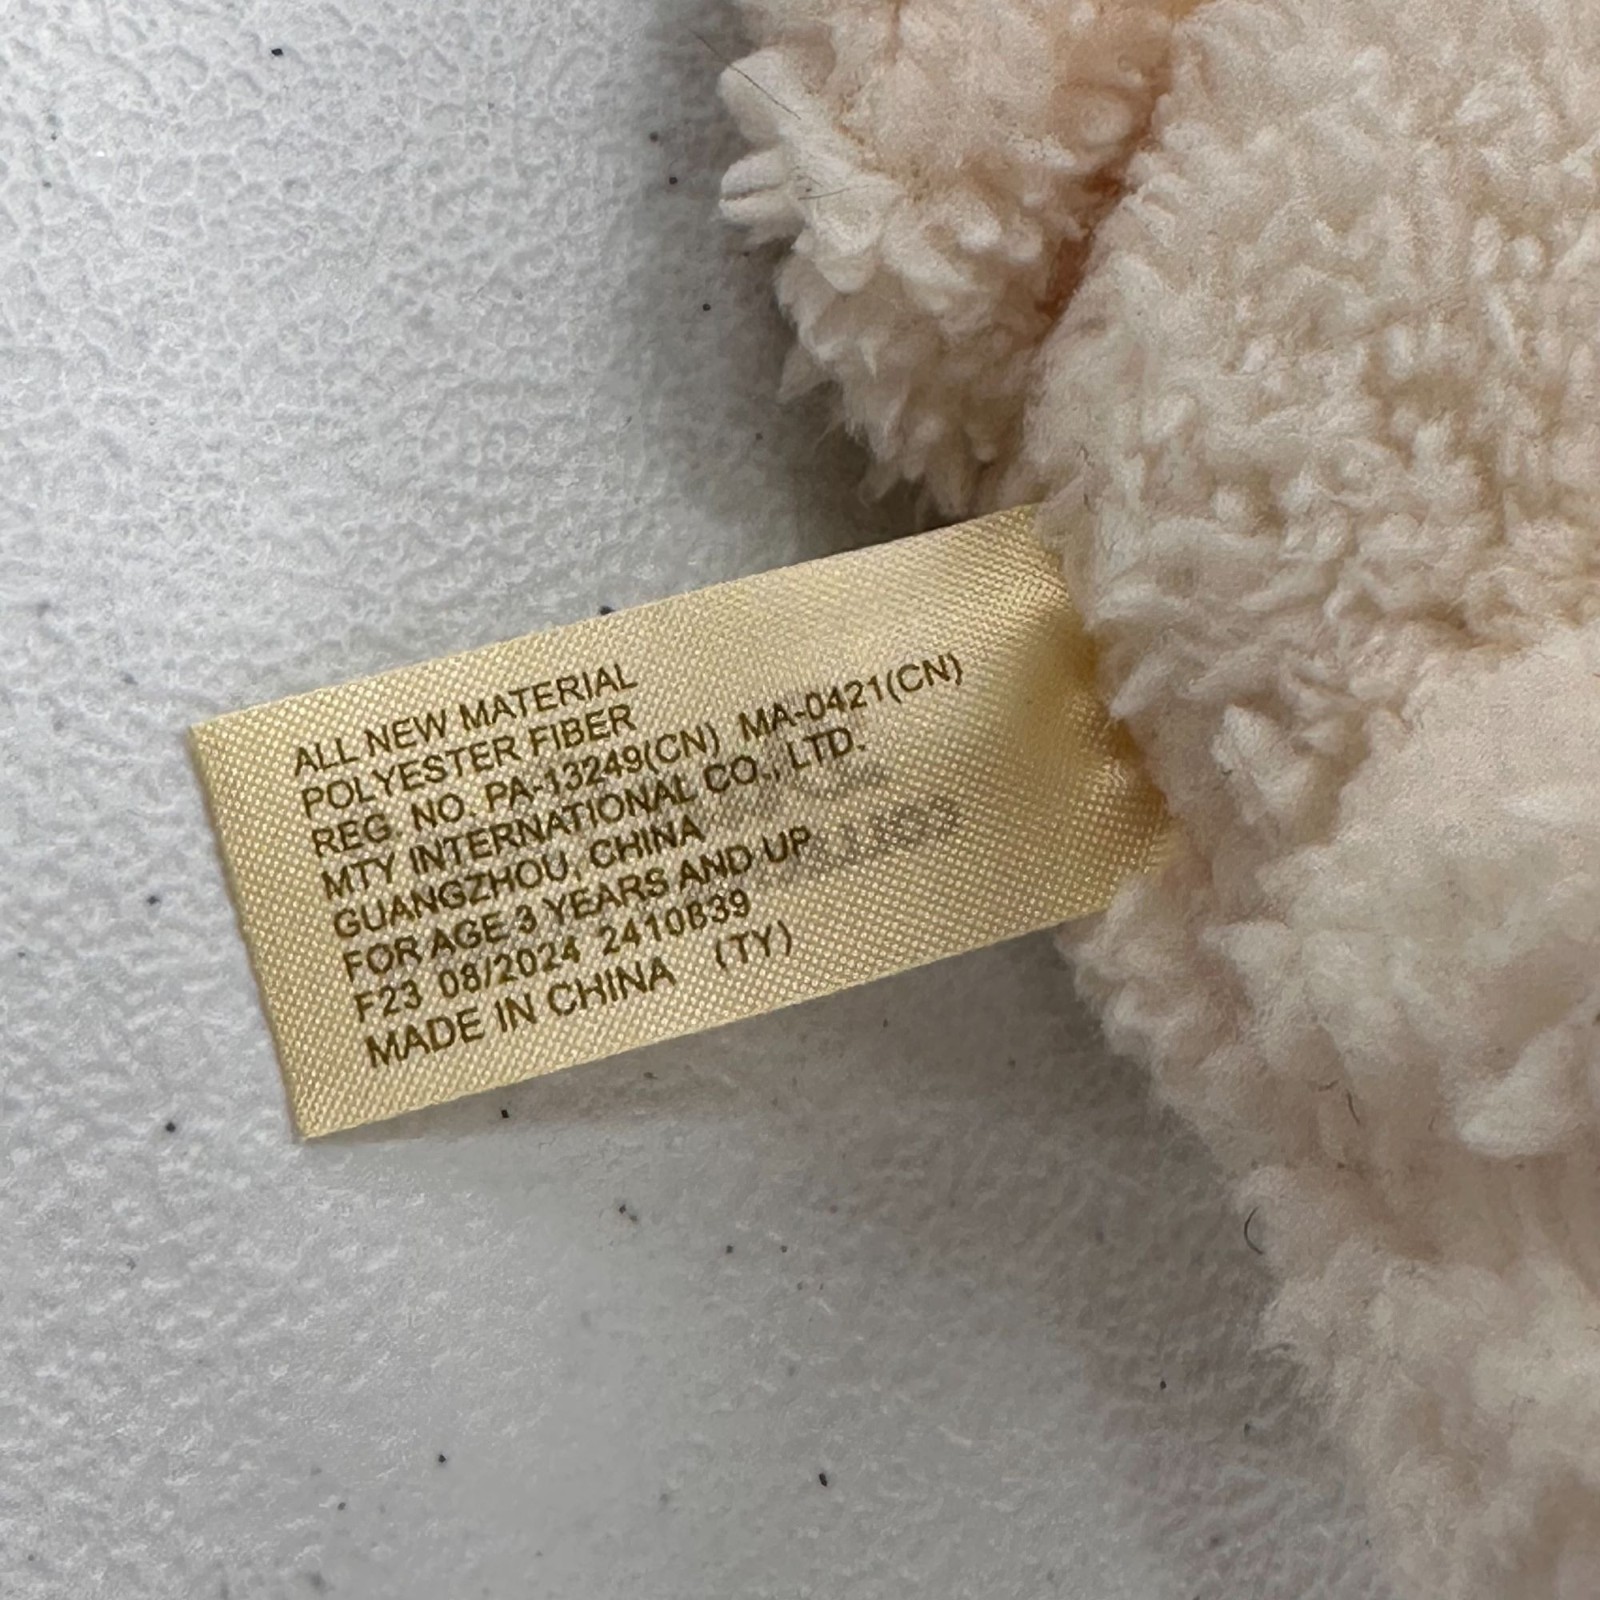 ALL NEW MATERIAL
POLYESTER FIBER
REG. NO. PA-13249(CN) MA-0421(CN)
MTY INTERNATIONAL CO., LTD.
GUANGZHOU, CHINA
FOR AGE 3 YEARS AND UP
F23 08/2024 2410B39
MADE IN CHINA (TY)